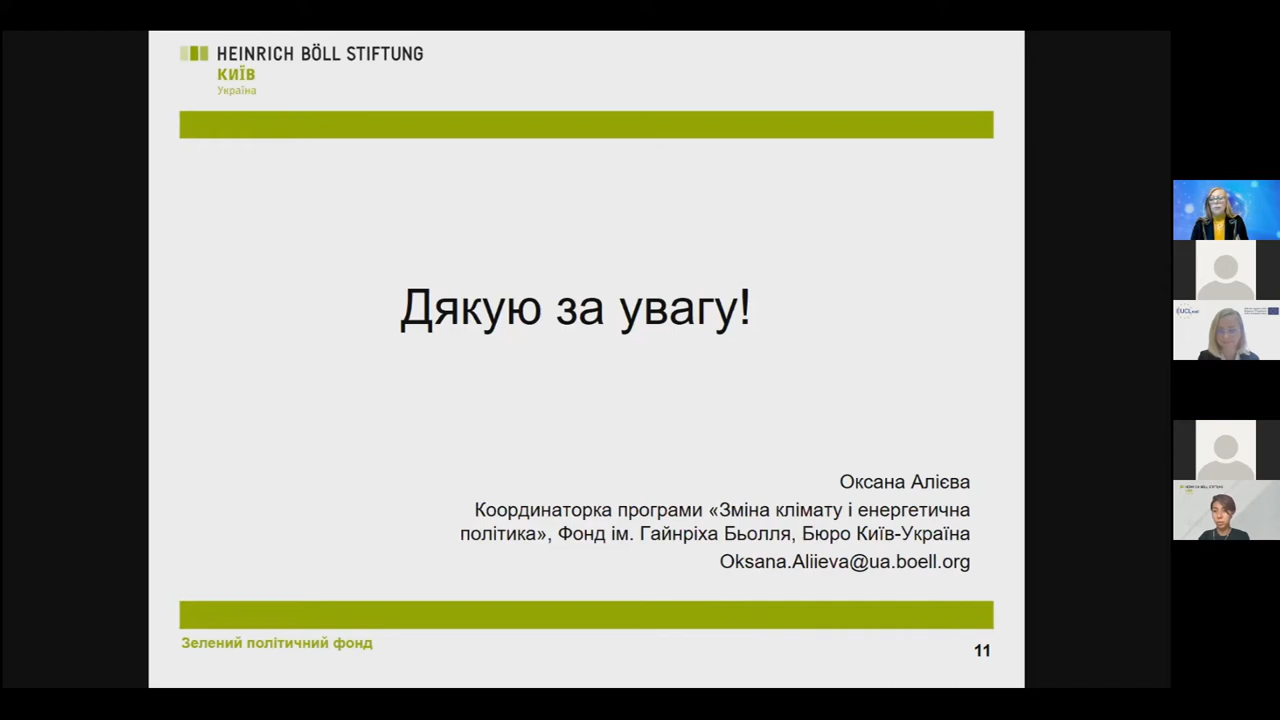 HEINRICH BÖLL STIFTUNG
КИЇВ
Україна
Дякую за увагу!
Оксана Алієва
Координаторка програми «Зміна клімату і енергетична
політика», Фонд ім. Гайнріха Бьолля, Бюро Київ-Україна
Oksana.Aliieva@ua.boell.org
Зелений політичний фонд
11